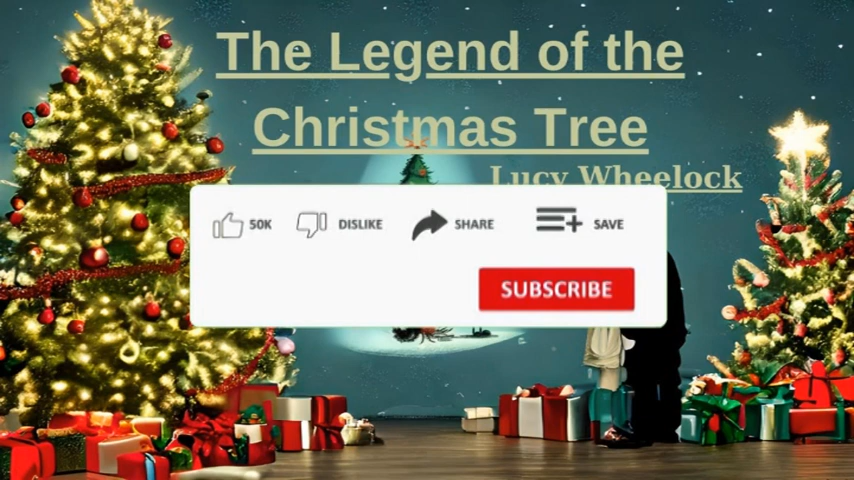 The Legend of the
Christmas Tree
Lucy Wheelock
50K DISLIKE SHARE SAVE
SUBSCRIBE